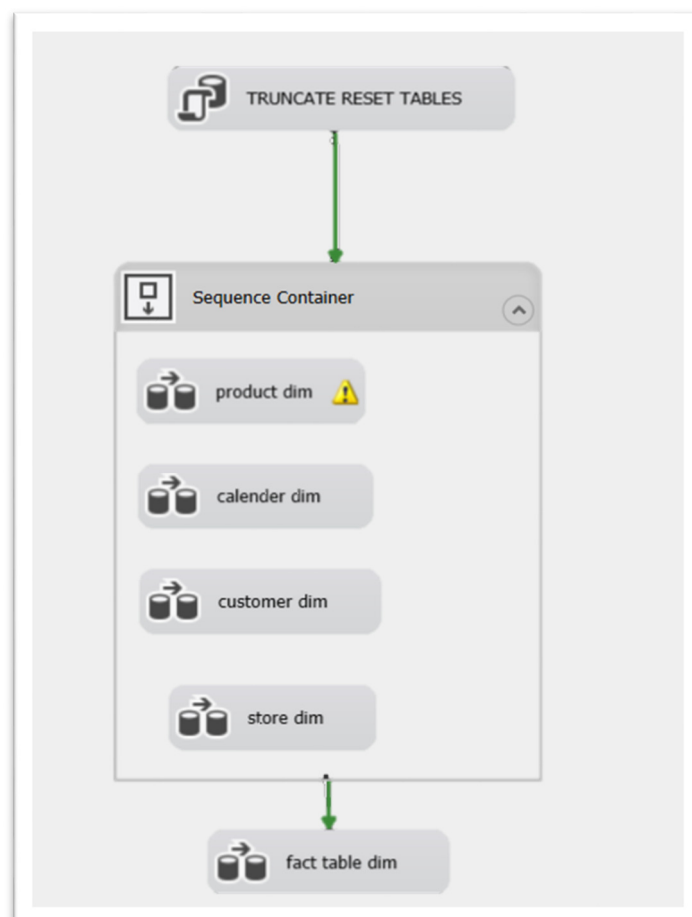 TRUNCATE RESET TABLES
Sequence Container
product dim
calender dim
customer dim
store dim
fact table dim